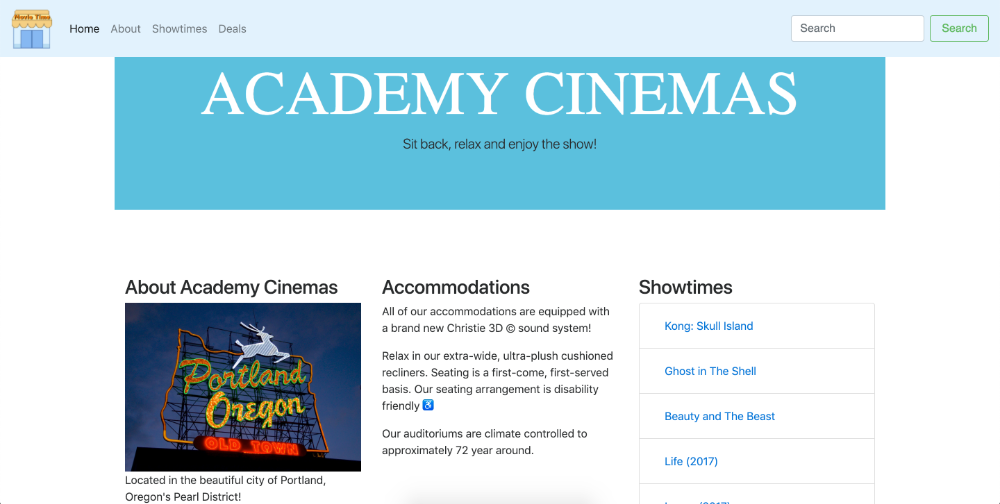 Movie Time
Home About Showtimes Deals
Search Search
ACADEMY CINEMAS
Sit back, relax and enjoy the show!
About Academy Cinemas
Portland
Oregon
OLD TOWN
Located in the beautiful city of Portland,
Oregon's Pearl District!
Accommodations
All of our accommodations are equipped with
a brand new Christie 3D © sound system!
Relax in our extra-wide, ultra-plush cushioned
recliners. Seating is a first-come, first-served
basis. Our seating arrangement is disability
friendly ♿
Our auditoriums are climate controlled to
approximately 72 year around.
Showtimes
Kong: Skull Island
Ghost in The Shell
Beauty and The Beast
Life (2017)